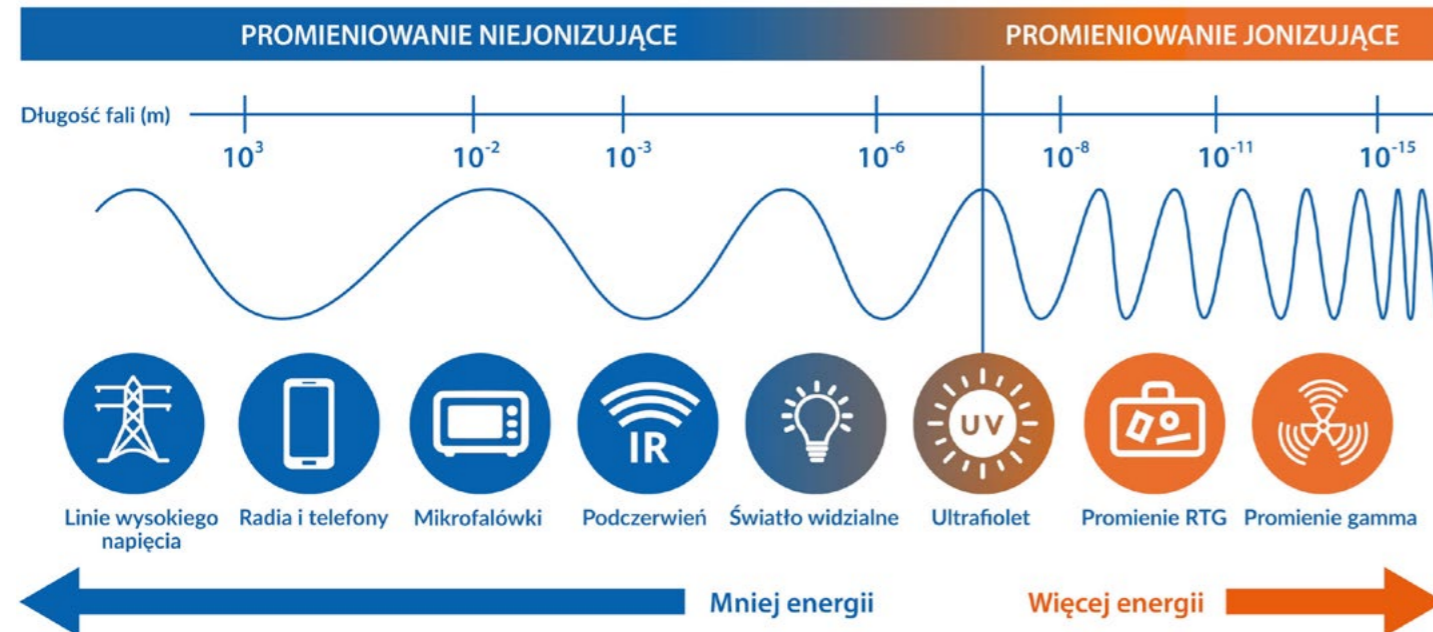 PROMIENIOWANIE NIEJONIZUJĄCE
PROMIENIOWANIE JONIZUJĄCE
Długość fali (m)
10³
10⁻²
10⁻³
10⁻⁶
10⁻⁸
10⁻¹¹
10⁻¹⁵
IR
UV
Linie wysokiego
napięcia
Radia i telefony
Mikrofalówki
Podczerwień
Światło widzialne
Ultrafiolet
Promienie RTG
Promienie gamma
Mniej energii
Więcej energii